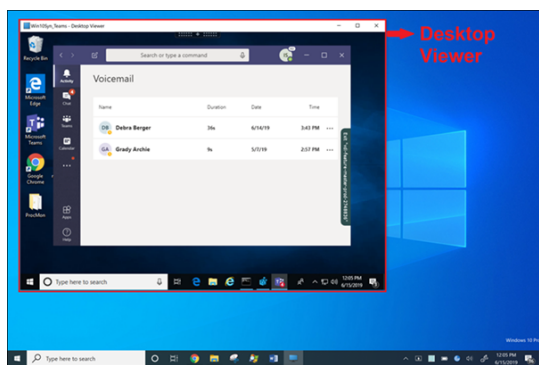 Win10Syn_Teams - Desktop Viewer
Desktop
Viewer
Recycle Bin
Search or type a command
Activity
Voicemail
Microsoft
Edge
Chat
Name
Duration
Date
Time
Teams
DB
Debra Berger
36s
6/14/19
3:43 PM
Microsoft
Teams
Calendar
GA
Grady Archie
9s
5/7/19
2:57 PM
Google
Chrome
ProcMon
Apps
Help
Type here to search
12:05 PM
6/15/2019
Windows 10 Pro
Type here to search
12:05 PM
6/15/2019